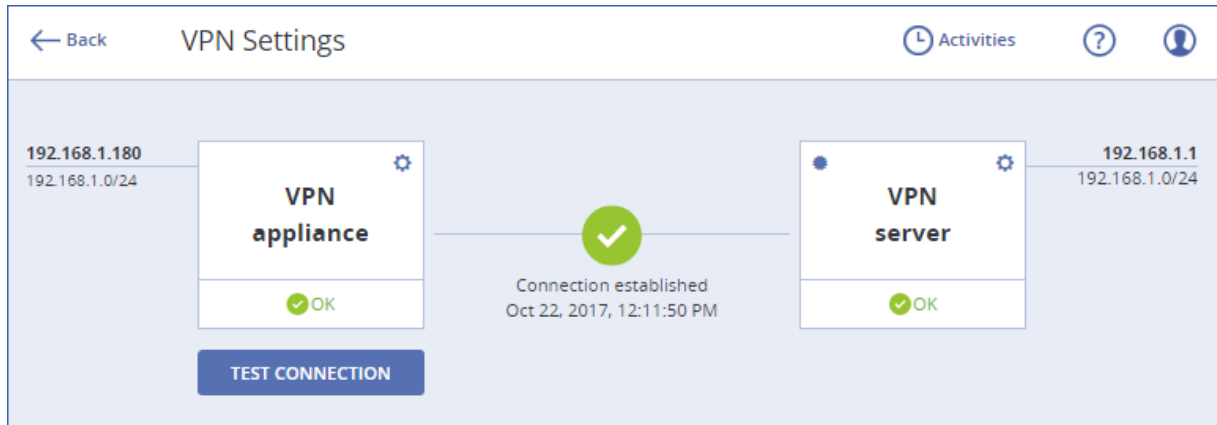 Back
VPN Settings
Activities
?
192.168.1.180
192.168.1.0/24
VPN
appliance
OK
Connection established
Oct 22, 2017, 12:11:50 PM
VPN
server
OK
192.168.1.1
192.168.1.0/24
TEST CONNECTION